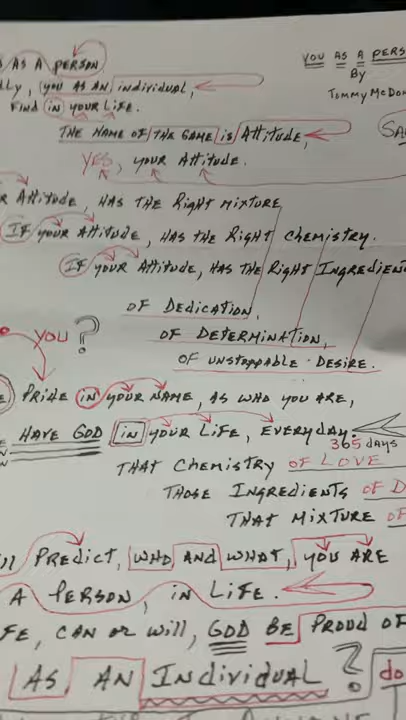 AS A PERSON
YOU AS A PERS
By
Tommy McDon
YOU AS AN individual,
FIND in YOUR LIFE.
THE NAME OF THE GAME is Attitude,
YES, YOUR Attitude.
Attitude, HAS THE Right mixture
IF YOUR Attitude, HAS THE Right Chemistry.
IF YOUR Attitude, HAS THE Right Ingredien
OF DEDICATION,
OF DETERMINATION,
OF UNSTOPPABLE DESIRE.
YOU?
PRIDE in YOUR NAME, AS WHO YOU ARE,
HAVE GOD in YOUR LIFE, EVERYDAY.
365 days
THAT Chemistry OF LOVE
THOSE INGREDIENTS OF D
THAT MIXTURE OF
PREDICT, WHO AND WHAT, YOU ARE
A PERSON, in LIFE.
FE, CAN or will, GOD BE PROUD OF
AS AN Individual ?
do